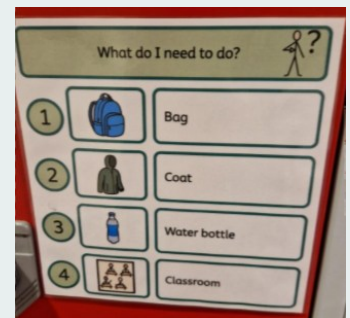 What do I need to do?
?
1 Bag
2 Coat
3 Water bottle
4 Classroom